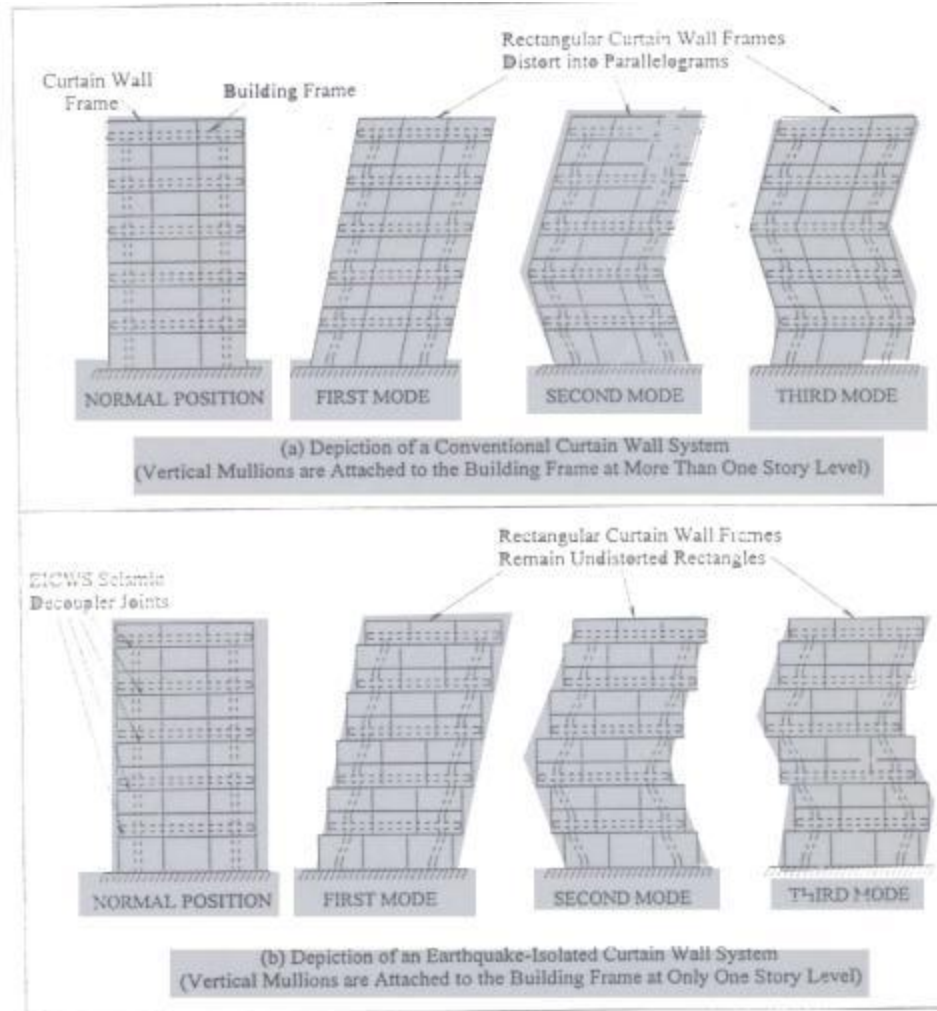 Rectangular Curtain Wall Frames
Distort into Parallelograms
Curtain Wall
Frame
Building Frame
NORMAL POSITION
FIRST MODE
SECOND MODE
THIRD MODE
(a) Depiction of a Conventional Curtain Wall System
(Vertical Mullions are Attached to the Building Frame at More Than One Story Level)
Rectangular Curtain Wall Frames
Remain Undistorted Rectangles
EICWS Seismic
Decoupler Joints
NORMAL POSITION
FIRST MODE
SECOND MODE
THIRD MODE
(b) Depiction of an Earthquake-Isolated Curtain Wall System
(Vertical Mullions are Attached to the Building Frame at Only One Story Level)